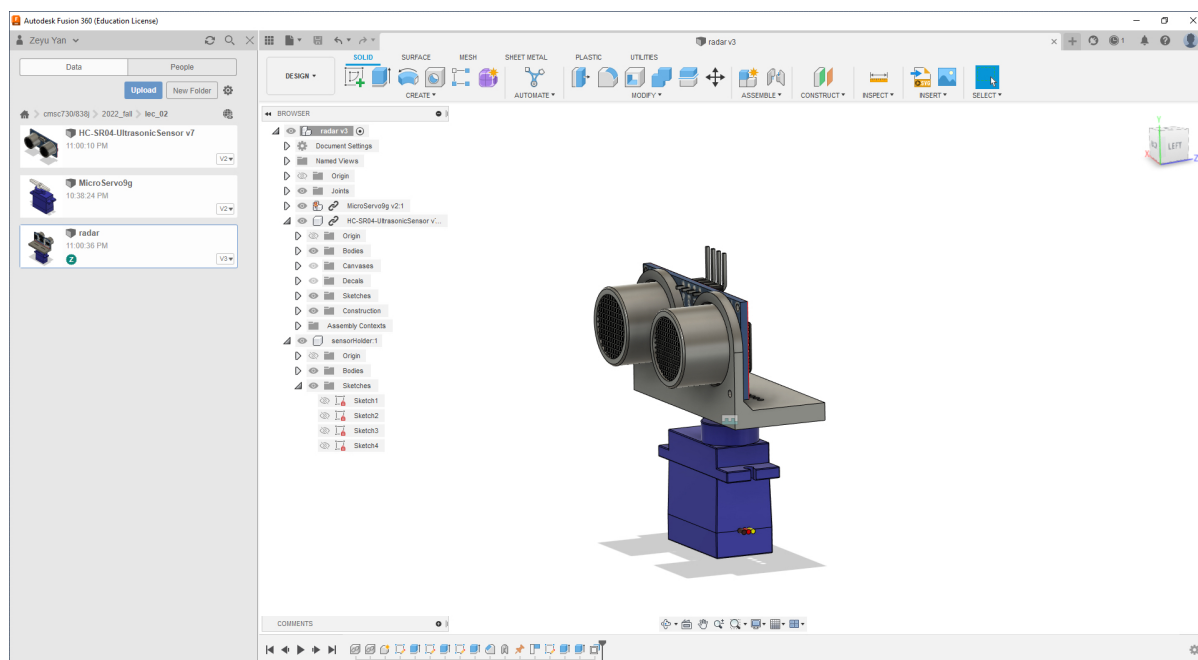 Autodesk Fusion 360 (Education License)
Zeyu Yan
radar v3
1
Data
People
Upload
New Folder
cmsc730/838j > 2022_fall > lec_02
HC-SR04-UltrasonicSensor v7
11:00:10 PM
V2
MicroServo9g
10:38:24 PM
V2
radar
11:00:36 PM
Z
V3
SOLID
SURFACE
MESH
SHEET METAL
PLASTIC
UTILITIES
DESIGN
CREATE
AUTOMATE
MODIFY
ASSEMBLE
CONSTRUCT
INSPECT
INSERT
SELECT
BROWSER
radar v3
Document Settings
Named Views
Origin
Joints
MicroServo9g v2:1
HC-SR04-UltrasonicSensor v'...
Origin
Bodies
Canvases
Decals
Sketches
Construction
Assembly Contexts
sensorHolder:1
Origin
Bodies
Sketches
Sketch1
Sketch2
Sketch3
Sketch4
Y
LEFT
X
Z
COMMENTS